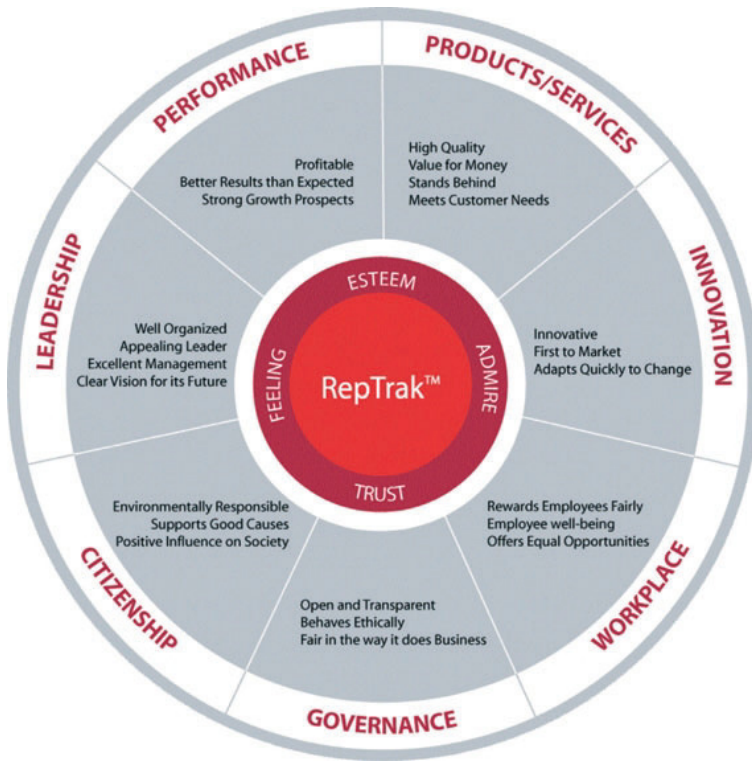 PERFORMANCE
Profitable
Better Results than Expected
Strong Growth Prospects
PRODUCTS/SERVICES
High Quality
Value for Money
Stands Behind
Meets Customer Needs
INNOVATION
Innovative
First to Market
Adapts Quickly to Change
WORKPLACE
Rewards Employees Fairly
Employee well-being
Offers Equal Opportunities
GOVERNANCE
Open and Transparent
Behaves Ethically
Fair in the way it does Business
CITIZENSHIP
Environmentally Responsible
Supports Good Causes
Positive Influence on Society
LEADERSHIP
Well Organized
Appealing Leader
Excellent Management
Clear Vision for its Future
ESTEEM
ADMIRE
TRUST
FEELING
RepTrak™